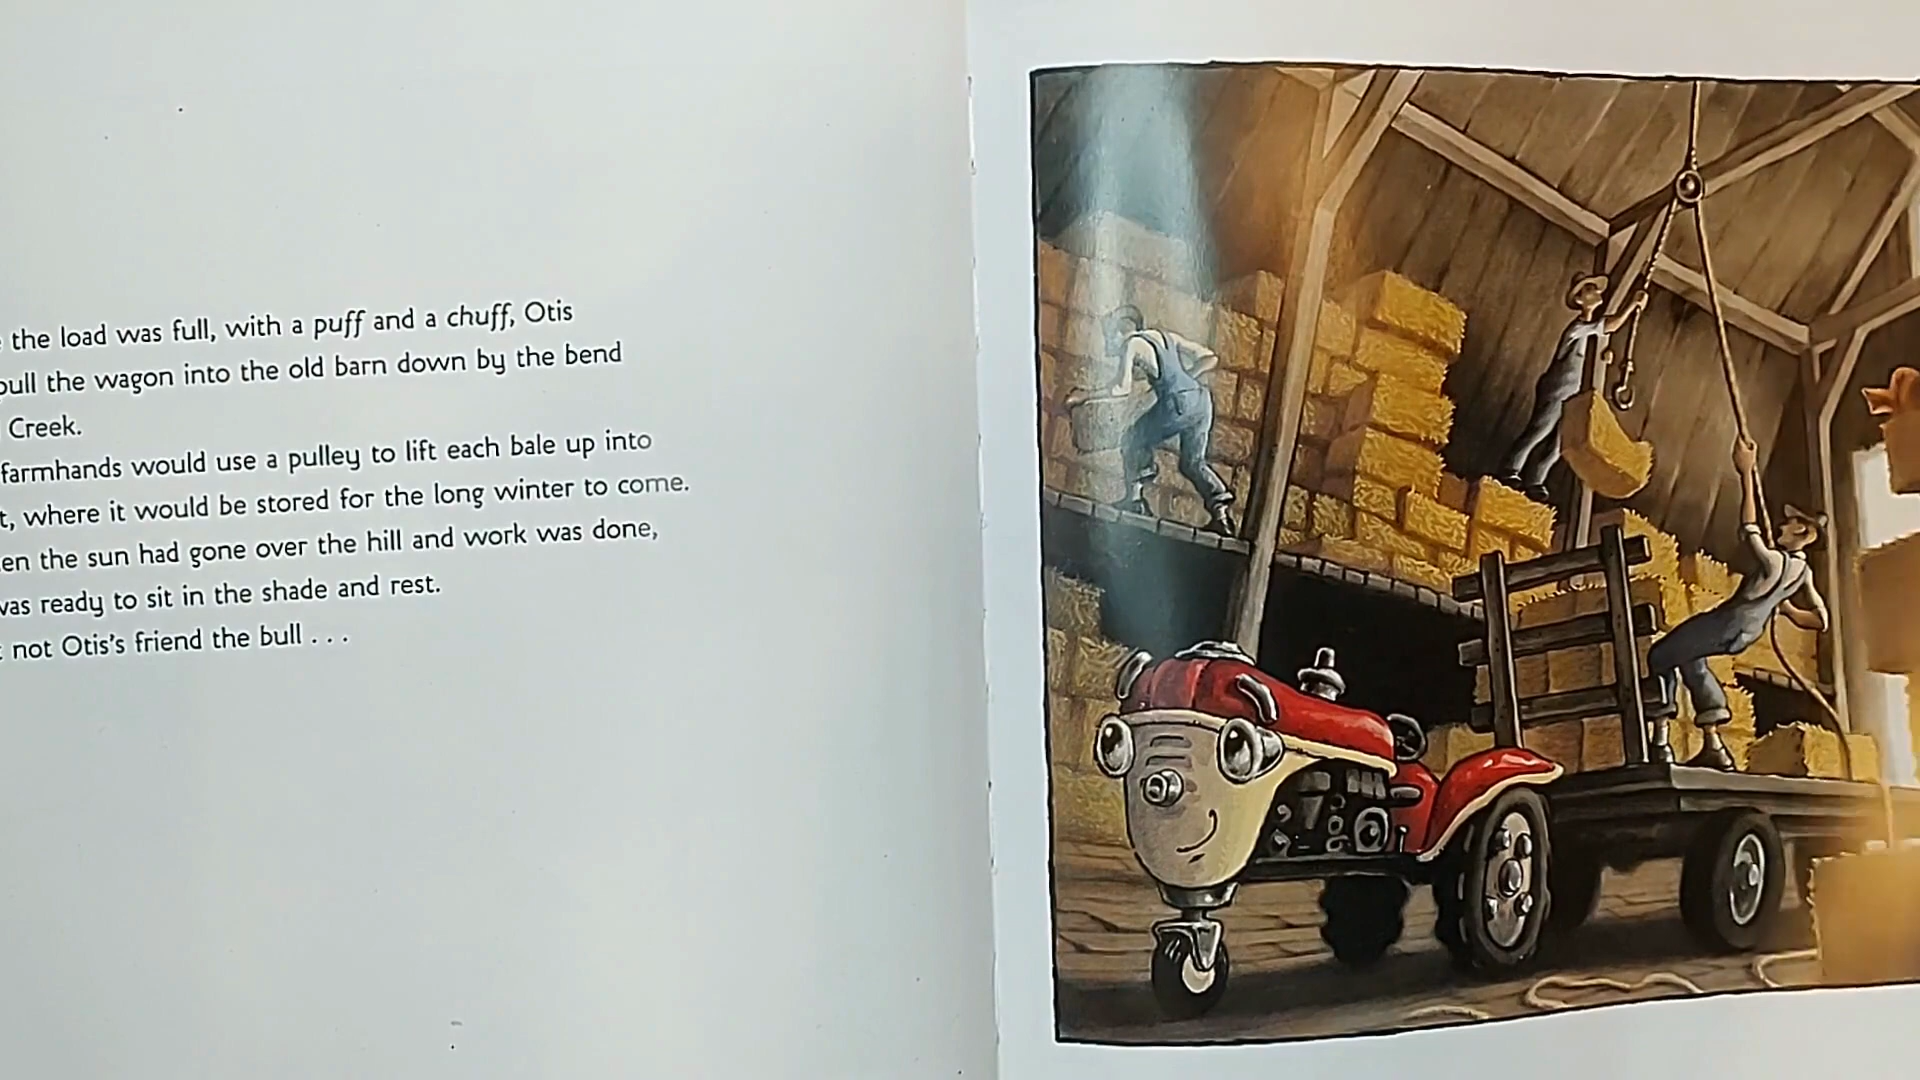 the load was full, with a puff and a chuff, Otis
pull the wagon into the old barn down by the bend
Creek.
farmhands would use a pulley to lift each bale up into
where it would be stored for the long winter to come.
the sun had gone over the hill and work was done,
was ready to sit in the shade and rest.
not Otis's friend the bull . . .